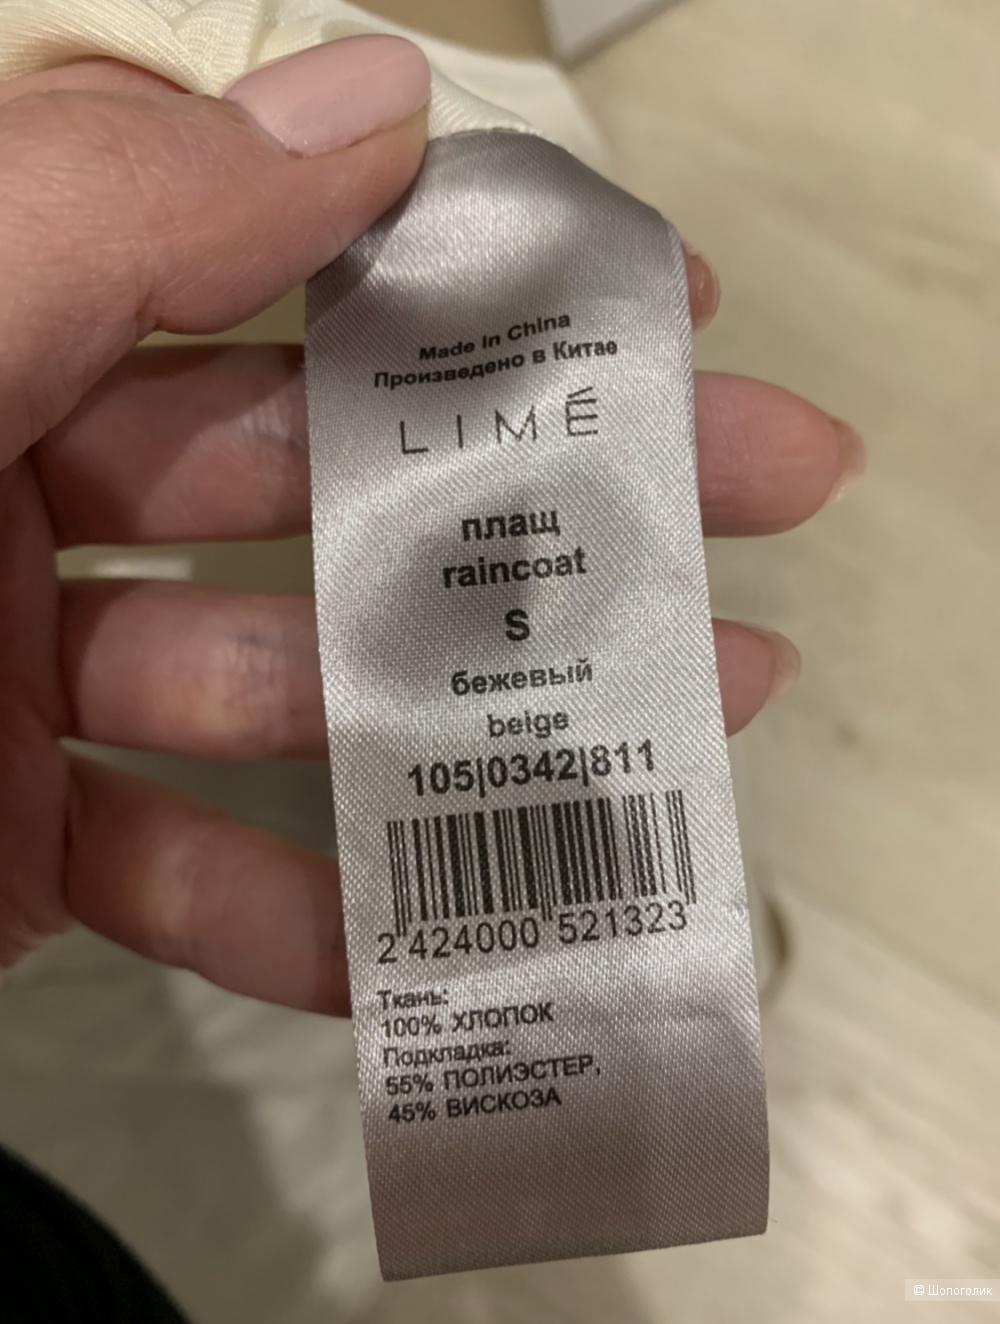 Made in China
Произведено в Китае
LIMÉ
плащ
raincoat
S
бежевый
beige
105|0342|811
2 424000 521323
Ткань:
100% ХЛОПОК
Подкладка:
55% ПОЛИЭСТЕР,
45% ВИСКОЗА
© Шопоголик